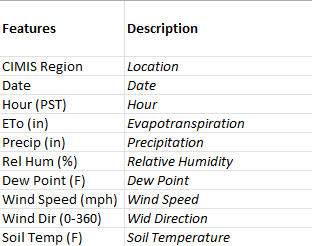 Features Description
CIMIS Region Location
Date Date
Hour (PST) Hour
ETo (in) Evapotranspiration
Precip (in) Precipitation
Rel Hum (%) Relative Humidity
Dew Point (F) Dew Point
Wind Speed (mph) Wind Speed
Wind Dir (0-360) Wid Direction
Soil Temp (F) Soil Temperature